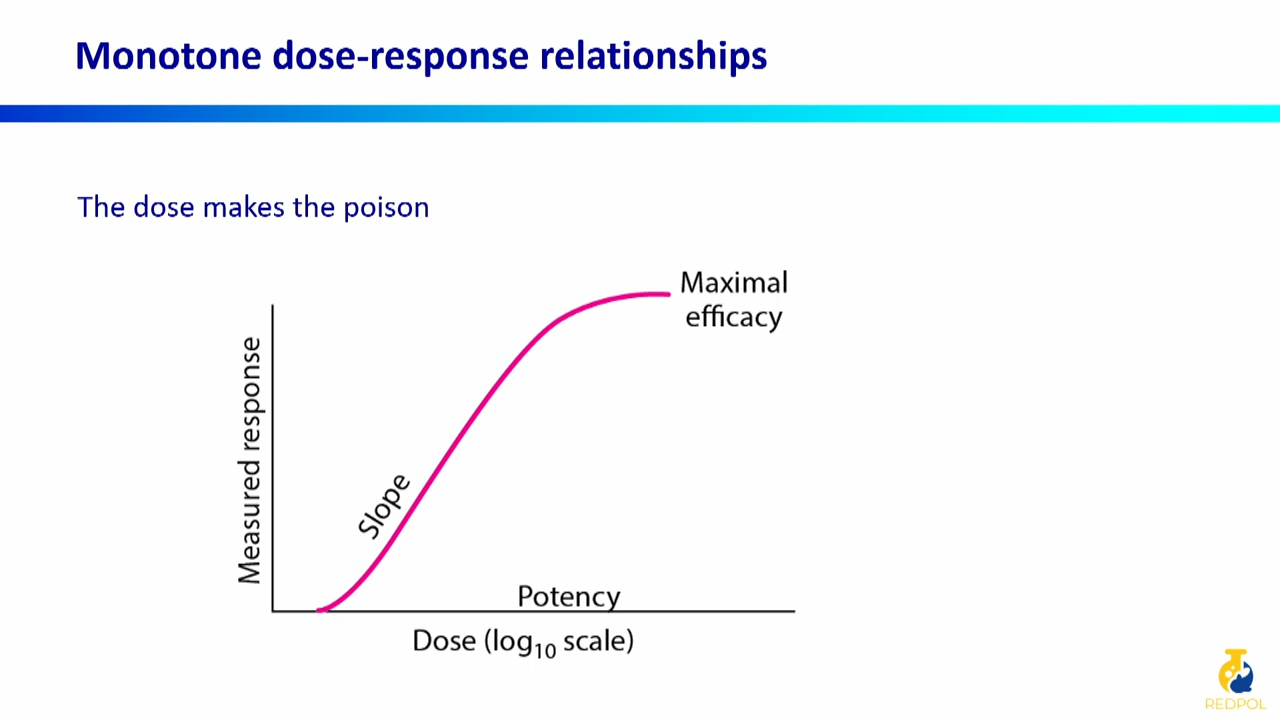 Monotone dose-response relationships
The dose makes the poison
Maximal
efficacy
Measured response
Slope
Potency
Dose (log₁₀ scale)
REDPOL